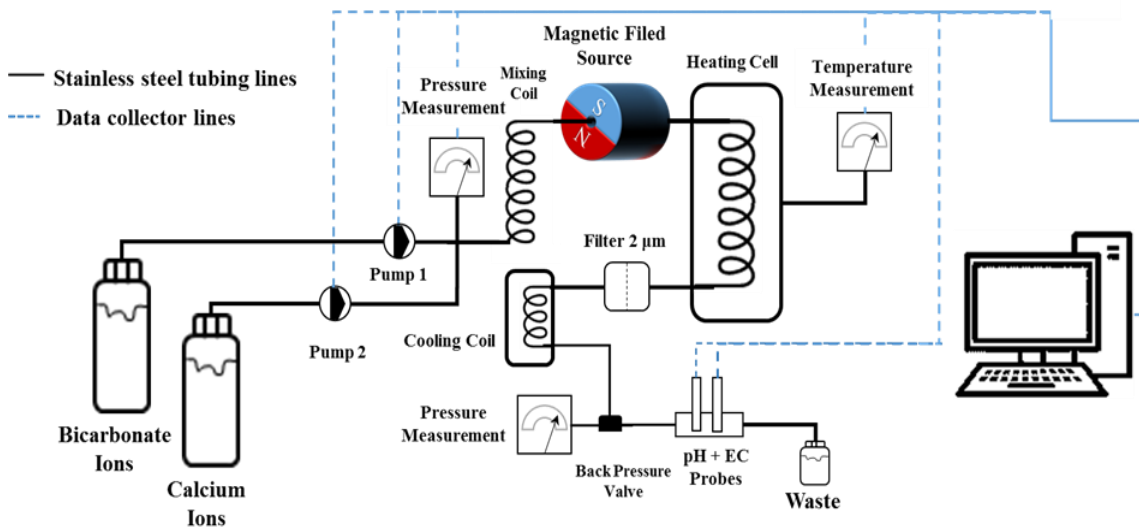 Stainless steel tubing lines
Data collector lines
Pressure
Measurement
Mixing
Coil
Magnetic Filed
Source
S
N
Heating Cell
Temperature
Measurement
Pump 1
Pump 2
Filter 2 µm
Cooling Coil
Bicarbonate
Ions
Calcium
Ions
Pressure
Measurement
Back Pressure
Valve
pH + EC
Probes
Waste